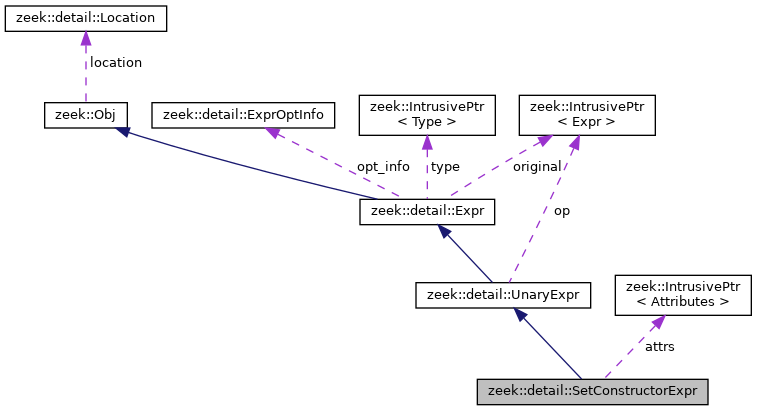 zeek::detail::Location
location
zeek::Obj
zeek::detail::ExprOptInfo
zeek::IntrusivePtr
< Type >
zeek::IntrusivePtr
< Expr >
opt_info
type
original
zeek::detail::Expr
op
zeek::detail::UnaryExpr
zeek::IntrusivePtr
< Attributes >
attrs
zeek::detail::SetConstructorExpr